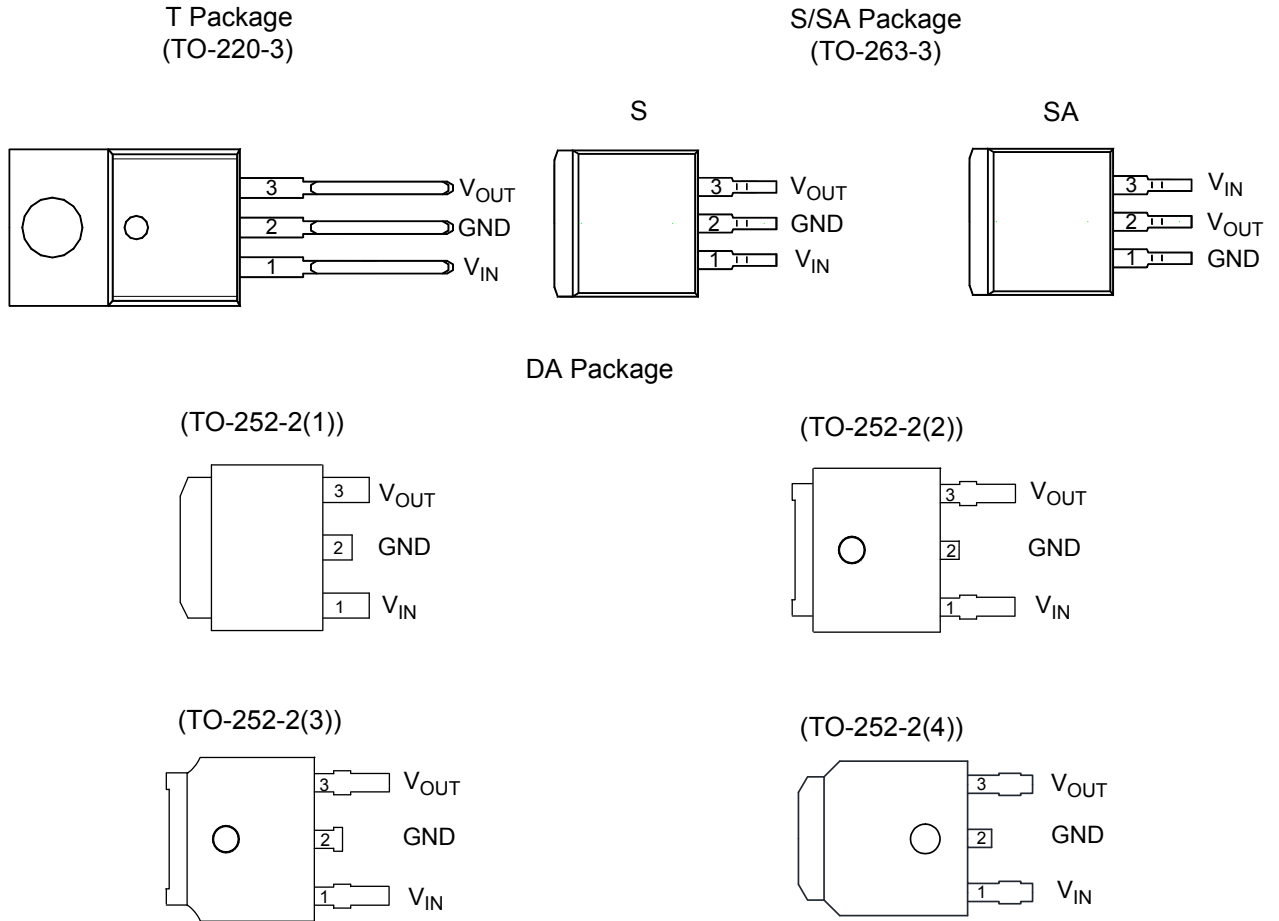 T Package
(TO-220-3)
S/SA Package
(TO-263-3)
S
SA
3 VOUT
2 GND
1 VIN
3 VOUT
2 GND
1 VIN
3 VIN
2 VOUT
1 GND
DA Package
(TO-252-2(1))
3 VOUT
2 GND
1 VIN
(TO-252-2(2))
3 VOUT
2 GND
1 VIN
(TO-252-2(3))
3 VOUT
2 GND
1 VIN
(TO-252-2(4))
3 VOUT
2 GND
1 VIN